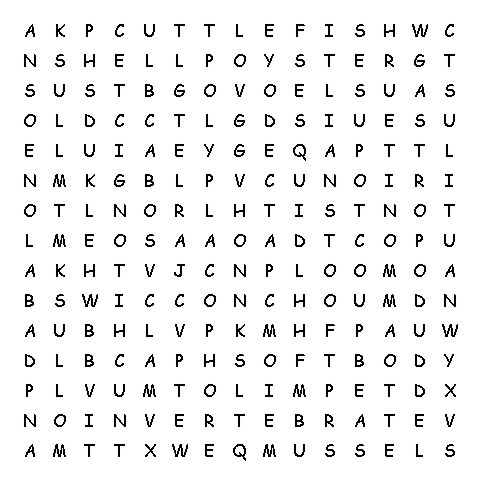 A K P C U T T L E F I S H W C
N S H E L L P O Y S T E R G T
S U S T B G O V O E L S U A S
O L D C C T L G D S I U E S U
E L U I A E Y G E Q A P T T L
N M K G B L P V C U N O I R I
O T L N O R L H T I S T N O T
L M E O S A A O A D T C O P U
A K H T V J C N P L O O M O A
B S W I C C O N C H O U M D N
A U B H L V P K M H F P A U W
D L B C A P H S O F T B O D Y
P L V U M T O L I M P E T D X
N O I N V E R T E B R A T E V
A M T T X W E Q M U S S E L S